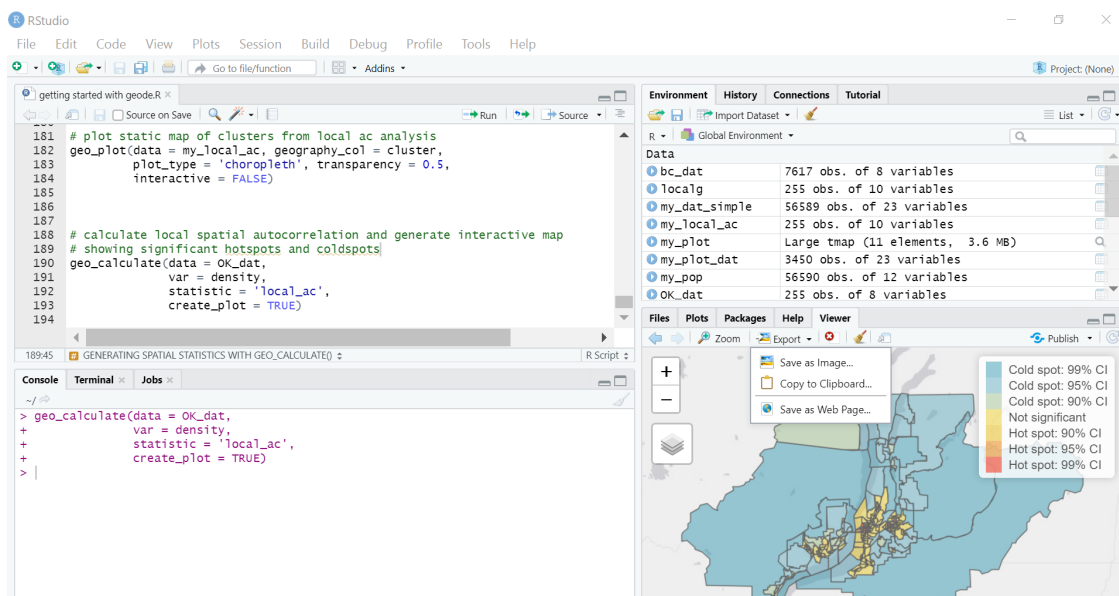 RStudio
File Edit Code View Plots Session Build Debug Profile Tools Help
Go to file/function Addins Project: (None)
getting started with geode.R
Source on Save Run Source
181 # plot static map of clusters from local ac analysis
182 geo_plot(data = my_local_ac, geography_col = cluster,
183 plot_type = 'choropleth', transparency = 0.5,
184 interactive = FALSE)
185
186
187
188 # calculate local spatial autocorrelation and generate interactive map
189 # showing significant hotspots and coldspots
190 geo_calculate(data = OK_dat,
191 var = density,
192 statistic = 'local_ac',
193 create_plot = TRUE)
194
189:45 # GENERATING SPATIAL STATISTICS WITH GEO_CALCULATE() R Script
Console Terminal Jobs
~/
> geo_calculate(data = OK_dat,
+ var = density,
+ statistic = 'local_ac',
+ create_plot = TRUE)
>
Environment History Connections Tutorial
Import Dataset List
R Global Environment
Data
bc_dat 7617 obs. of 8 variables
localg 255 obs. of 10 variables
my_dat_simple 56589 obs. of 23 variables
my_local_ac 255 obs. of 10 variables
my_plot Large tmap (11 elements, 3.6 MB)
my_plot_dat 3450 obs. of 23 variables
my_pop 56590 obs. of 12 variables
OK_dat 255 obs. of 8 variables
Files Plots Packages Help Viewer
Zoom Export Publish
Save as Image...
Copy to Clipboard...
Save as Web Page...
+
−
Cold spot: 99% CI
Cold spot: 95% CI
Cold spot: 90% CI
Not significant
Hot spot: 90% CI
Hot spot: 95% CI
Hot spot: 99% CI